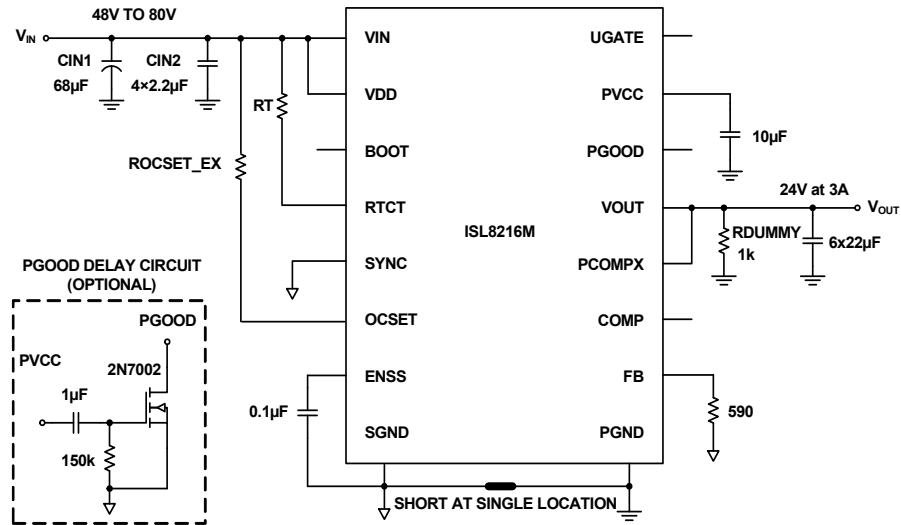 48V TO 80V
VIN
CIN1
68µF
CIN2
4×2.2µF
RT
ROCSET_EX
VIN
VDD
BOOT
RTCT
SYNC
OCSET
ENSS
SGND
ISL8216M
UGATE
PVCC
PGOOD
VOUT
PCOMPX
COMP
FB
PGND
10µF
24V at 3A
VOUT
RDUMMY
1k
6x22µF
590
0.1µF
SHORT AT SINGLE LOCATION
PGOOD DELAY CIRCUIT
(OPTIONAL)
PGOOD
PVCC
2N7002
1µF
150k